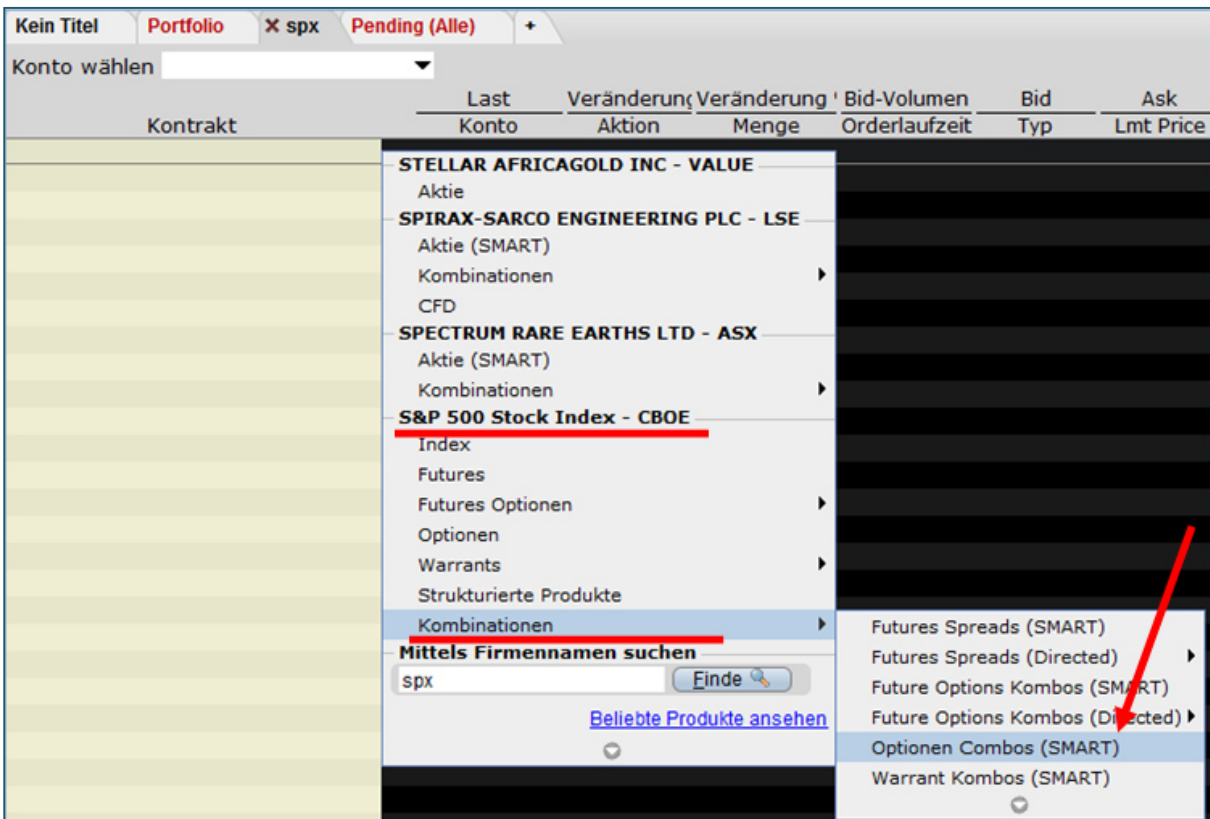 Kein Titel Portfolio X spx Pending (Alle) +
Konto wählen
Last Veränderung Veränderung ' Bid-Volumen Bid Ask
Kontrakt Konto Aktion Menge Orderlaufzeit Typ Lmt Price
STELLAR AFRICAGOLD INC - VALUE
Aktie
SPIRAX-SARCO ENGINEERING PLC - LSE
Aktie (SMART)
Kombinationen
CFD
SPECTRUM RARE EARTHS LTD - ASX
Aktie (SMART)
Kombinationen
S&P 500 Stock Index - CBOE
Index
Futures
Futures Optionen
Optionen
Warrants
Strukturierte Produkte
Kombinationen
Mittels Firmennamen suchen
spx Finde
Beliebte Produkte ansehen
Futures Spreads (SMART)
Futures Spreads (Directed)
Future Options Kombos (SMART)
Future Options Kombos (Directed)
Optionen Combos (SMART)
Warrant Kombos (SMART)